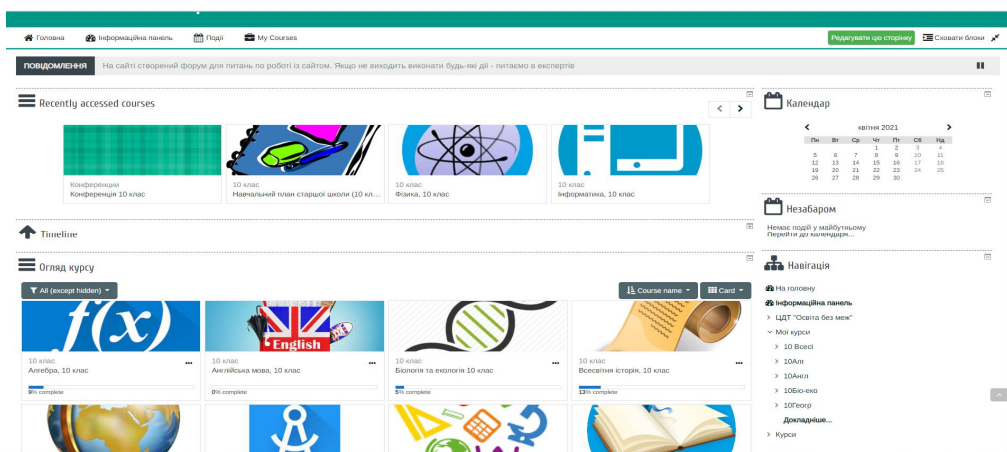 Головна
Інформаційна панель
Події
My Courses
Редагувати цю сторінку
Сховати блоки
ПОВІДОМЛЕННЯ
На сайті створений форум для питань по роботі із сайтом. Якщо не виходить виконати будь-які дії - питаємо в експертів
Recently accessed courses
Конференции
Конференція 10 клас
10 клас
Навчальний план старшої школи (10 кл...
10 клас
Фізика, 10 клас
10 клас
Інформатика, 10 клас
Timeline
Огляд курсу
All (except hidden)
Course name
Card
f(x)
10 клас
Алгебра, 10 клас
9% complete
English
10 клас
Англійська мова, 10 клас
0% complete
10 клас
Біологія та екологія 10 клас
5% complete
10 клас
Всесвітня історія, 10 клас
13% complete
Календар
квітня 2021
Пн Вт Ср Чт Пт Сб Нд
1 2 3 4
5 6 7 8 9 10 11
12 13 14 15 16 17 18
19 20 21 22 23 24 25
26 27 28 29 30
Незабаром
Немає подій у майбутньому
Перейти до календаря...
Навігація
На головну
Інформаційна панель
ЦДТ "Освіта без меж"
Мої курси
10 Всесі
10Алг
10Англ
10Біо-еко
10Геогр
Докладніше...
Курси